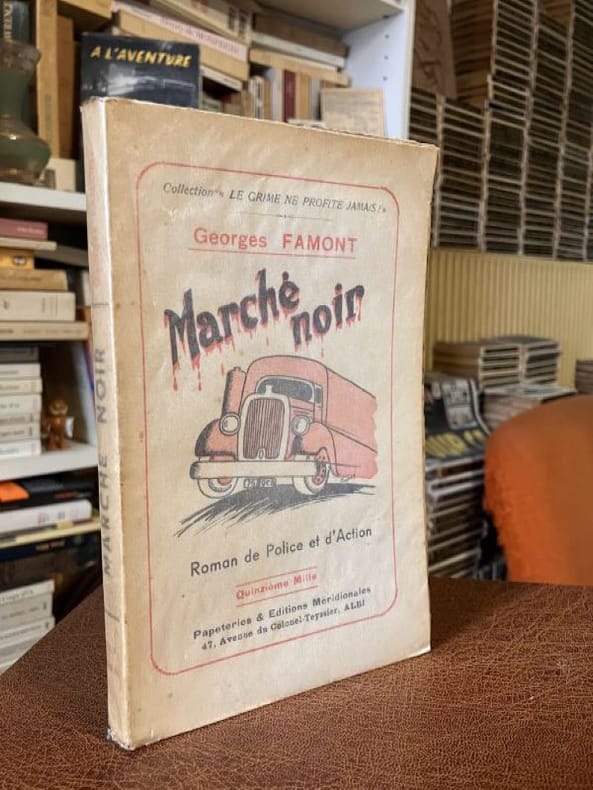 A L'AVENTURE
Collection "« LE CRIME NE PROFITE JAMAIS ! »
Georges FAMONT
Marché
noir
Roman de Police et d'Action
Quinzième Mille
Papeteries & Editions Méridionales
47, Avenue du Colonel-Teyssier, ALBI
MARCHÉ NOIR